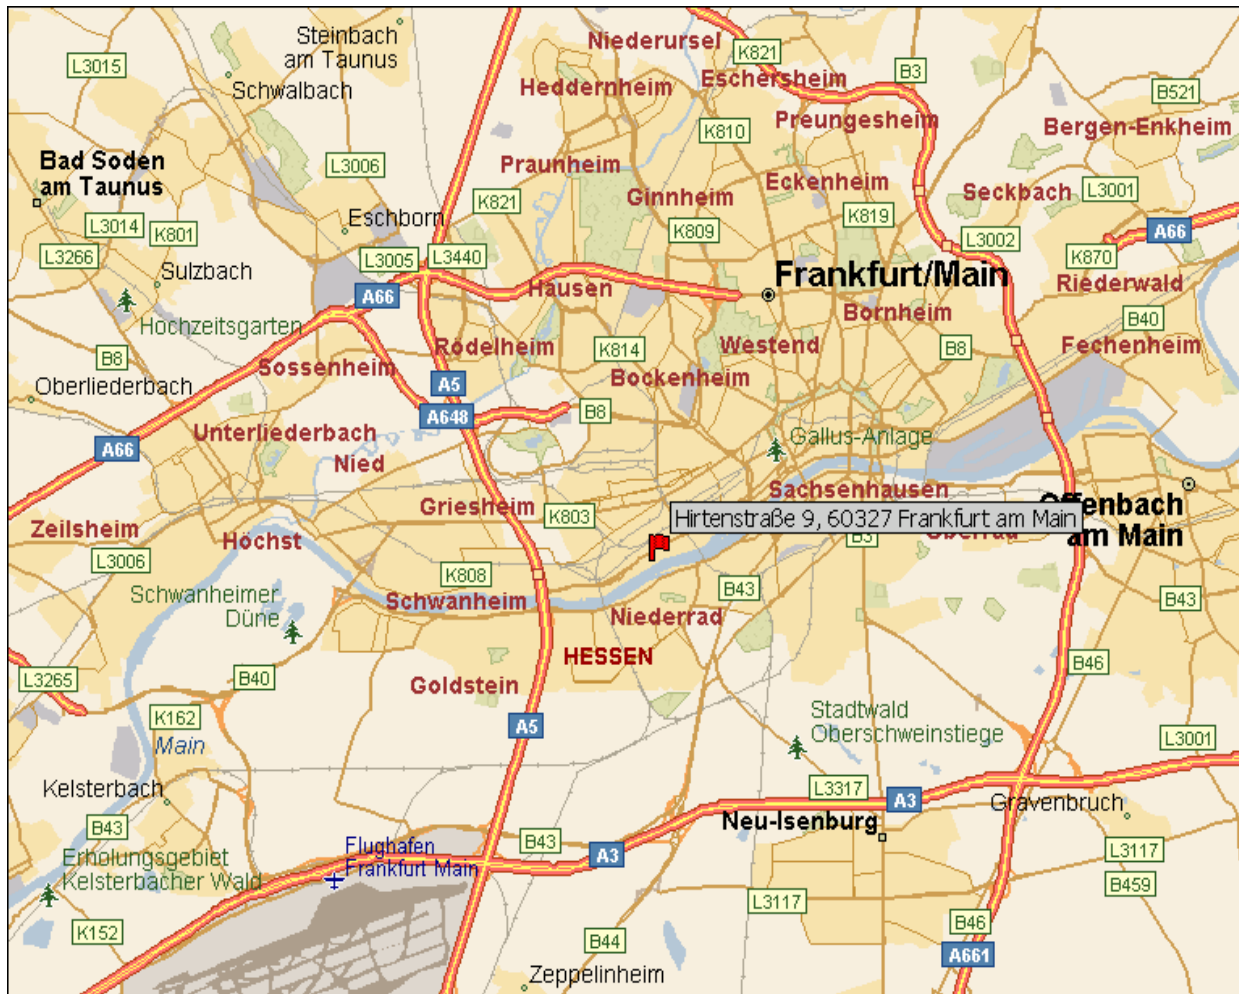 Steinbach
am Taunus
Niederursel
K821
Eschersheim
B3
L3015
Schwalbach
Heddernheim
B521
Preungesheim
Bergen-Enkheim
K810
Bad Soden
am Taunus
L3006
Praunheim
Ginnheim
Eckenheim
Seckbach
L3001
K821
Eschborn
K819
L3014
K801
K809
L3002
A66
L3266
L3005
L3440
K870
Sulzbach
Frankfurt/Main
Riederwald
A66
Hausen
Hochzeitsgarten
Bornheim
B40
B8
Rödelheim
K814
Westend
B8
Fechenheim
Sossenheim
Bockenheim
Oberliederbach
A5
A648
B8
Unterliederbach
A66
Gallus-Anlage
Nied
Sachsenhausen
Griesheim
K803
Offenbach
am Main
Hirtenstraße 9, 60327 Frankfurt am Main
Zeilsheim
Höchst
B3
Oberrad
L3006
K808
Schwanheimer
Düne
Schwanheim
B43
B43
Niederrad
HESSEN
B46
L3265
B40
Goldstein
K162
Main
A5
Stadtwald
Oberschweinstiege
L3001
Kelsterbach
L3317
A3
Gravenbruch
Neu-Isenburg
B43
B43
Flughafen
Frankfurt Main
A3
L3117
Erholungsgebiet
Kelsterbacher Wald
B459
L3117
K152
B44
B46
A661
Zeppelinheim